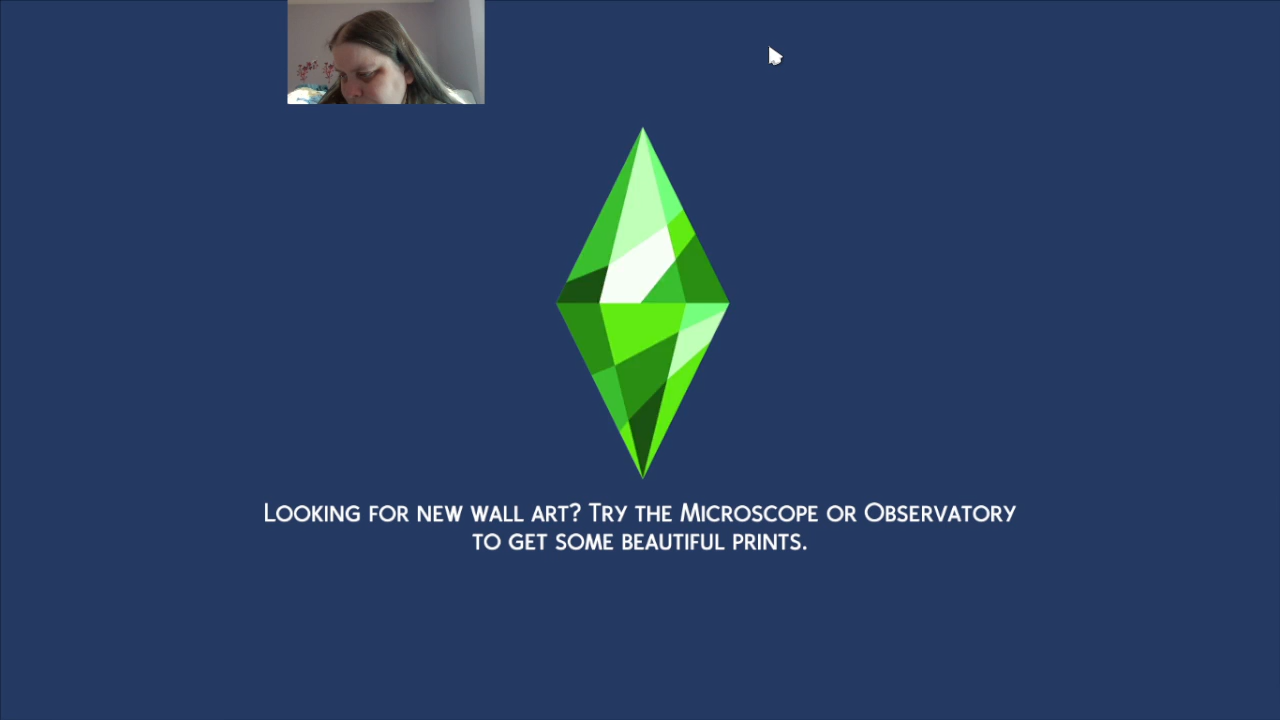 Looking for new wall art? Try the Microscope or Observatory
to get some beautiful prints.